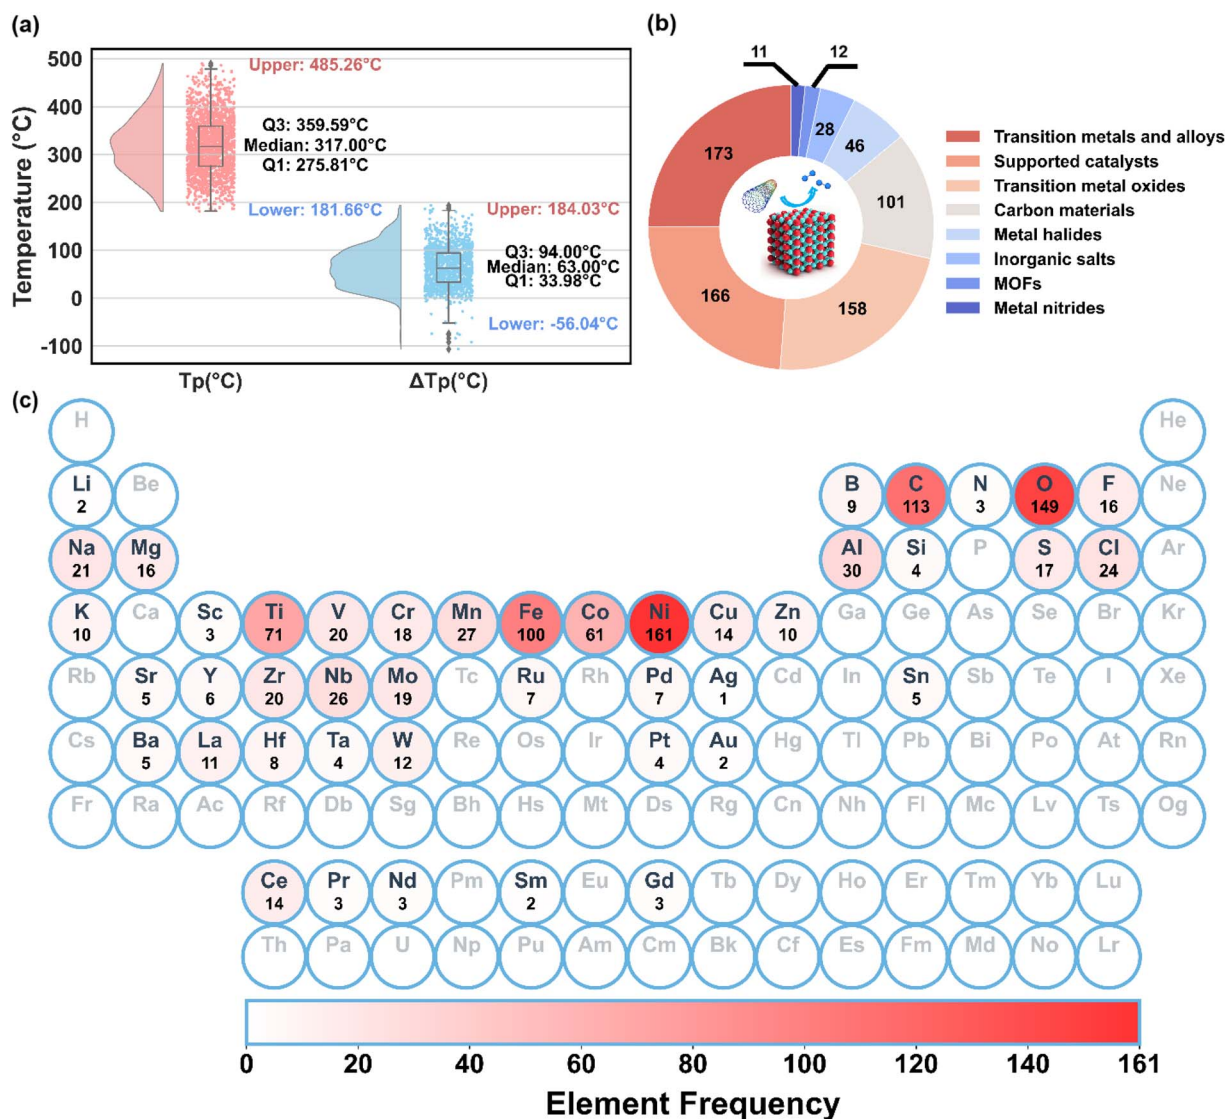 (a)
500
400
300
200
100
0
-100
Temperature (°C)
Upper: 485.26°C
Q3: 359.59°C
Median: 317.00°C
Q1: 275.81°C
Lower: 181.66°C
Upper: 184.03°C
Q3: 94.00°C
Median: 63.00°C
Q1: 33.98°C
Lower: -56.04°C
Tp(°C)
ΔTp(°C)
(b)
11
12
28
46
101
158
166
173
Transition metals and alloys
Supported catalysts
Transition metal oxides
Carbon materials
Metal halides
Inorganic salts
MOFs
Metal nitrides
(c)
H He
Li Be B C N O F Ne
2 9 113 3 149 16
Na Mg Al Si P S Cl Ar
21 16 30 4 17 24
K Ca Sc Ti V Cr Mn Fe Co Ni Cu Zn Ga Ge As Se Br Kr
10 3 71 20 18 27 100 61 161 14 10
Rb Sr Y Zr Nb Mo Tc Ru Rh Pd Ag Cd In Sn Sb Te I Xe
5 6 20 26 19 7 7 1 5
Cs Ba La Hf Ta W Re Os Ir Pt Au Hg Tl Pb Bi Po At Rn
5 11 8 4 12 4 2
Fr Ra Ac Rf Db Sg Bh Hs Mt Ds Rg Cn Nh Fl Mc Lv Ts Og
Ce Pr Nd Pm Sm Eu Gd Tb Dy Ho Er Tm Yb Lu
14 3 3 2 3
Th Pa U Np Pu Am Cm Bk Cf Es Fm Md No Lr
0 20 40 60 80 100 120 140 161
Element Frequency